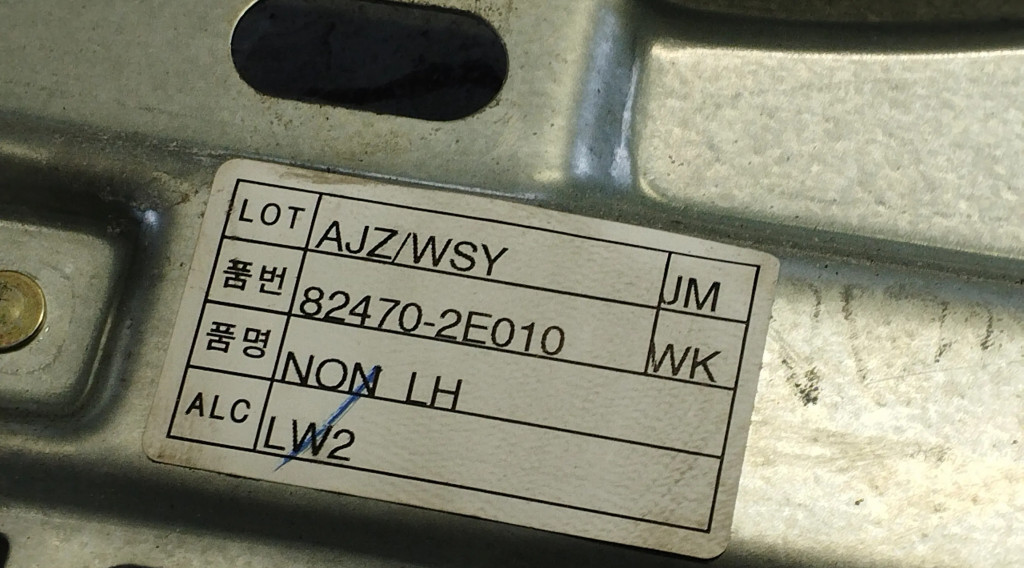 LOT AJZ/WSY JM
품번 82470-2E010 WK
품명 NON LH
ALC LW2